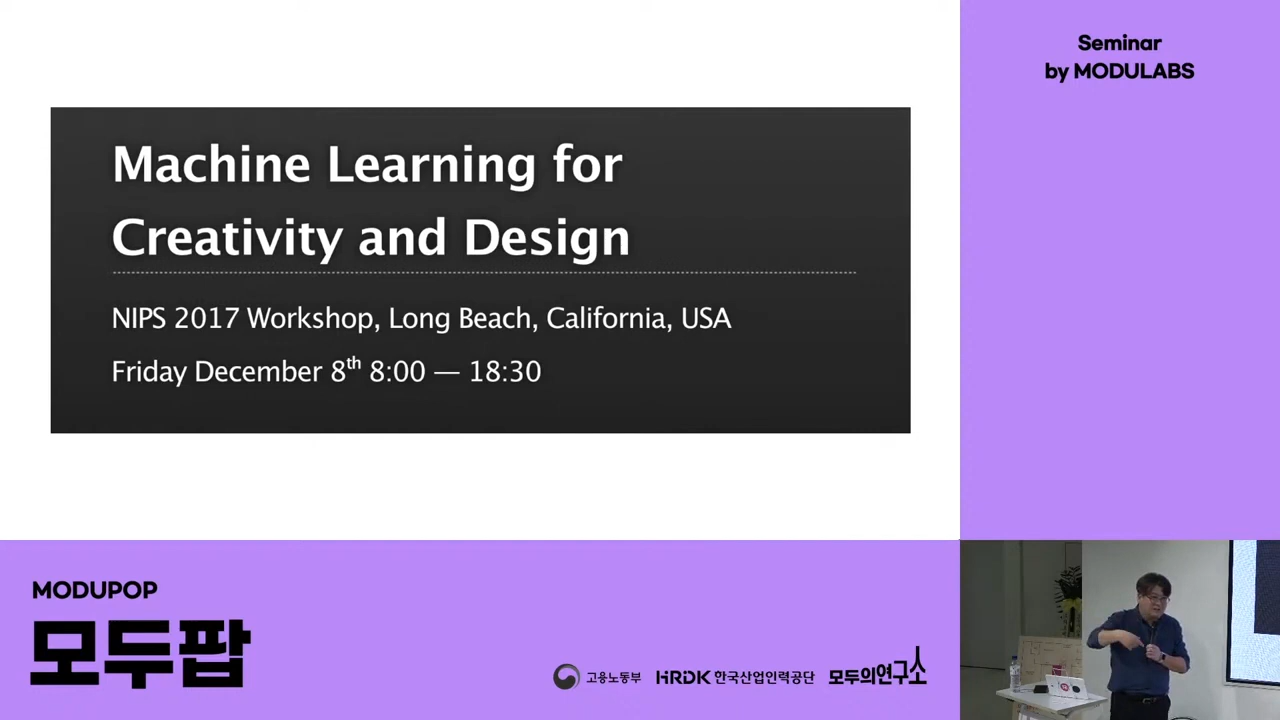 Machine Learning for
Creativity and Design
NIPS 2017 Workshop, Long Beach, California, USA
Friday December 8th 8:00 — 18:30
Seminar
by MODULABS
MODUPOP
모두팝
고용노동부 HRDK 한국산업인력공단 모두의연구소